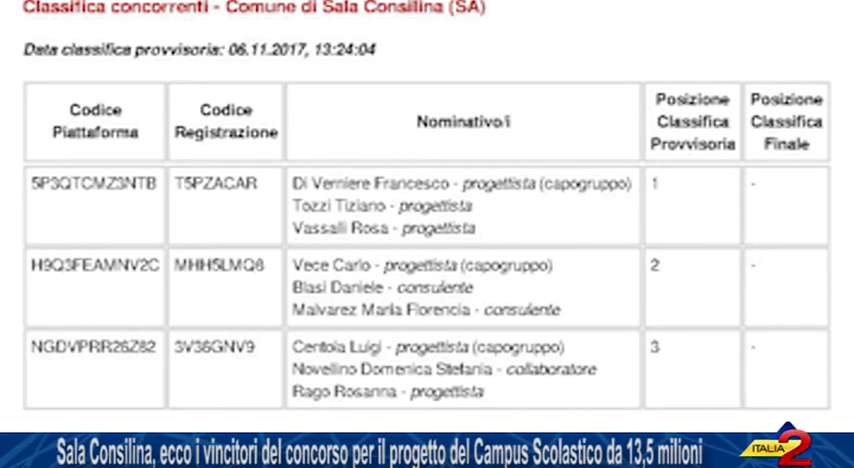 Classifica concorrenti - Comune di Sala Consilina (SA)
Data classifica provvisoria: 06.11.2017, 13:24:04
Codice Piattaforma Codice Registrazione Nominativo/i Posizione Classifica Provvisoria Posizione Classifica Finale
5P3QTCMZ3NTB T5PZACAR Di Verniere Francesco - progettista (capogruppo) 1 -
Tozzi Tiziano - progettista
Vassalli Rosa - progettista
H9Q3FEAMNV2C MHH5LMQ8 Vece Carlo - progettista (capogruppo) 2 -
Blasi Daniele - consulente
Malvarez Maria Florencia - consulente
NGDVPRR26Z82 3V36GNV9 Centola Luigi - progettista (capogruppo) 3 -
Novellino Domenica Stefania - collaboratore
Rago Rosanna - progettista
Sala Consilina, ecco i vincitori del concorso per il progetto del Campus Scolastico da 13,5 milioni
ITALIA 2